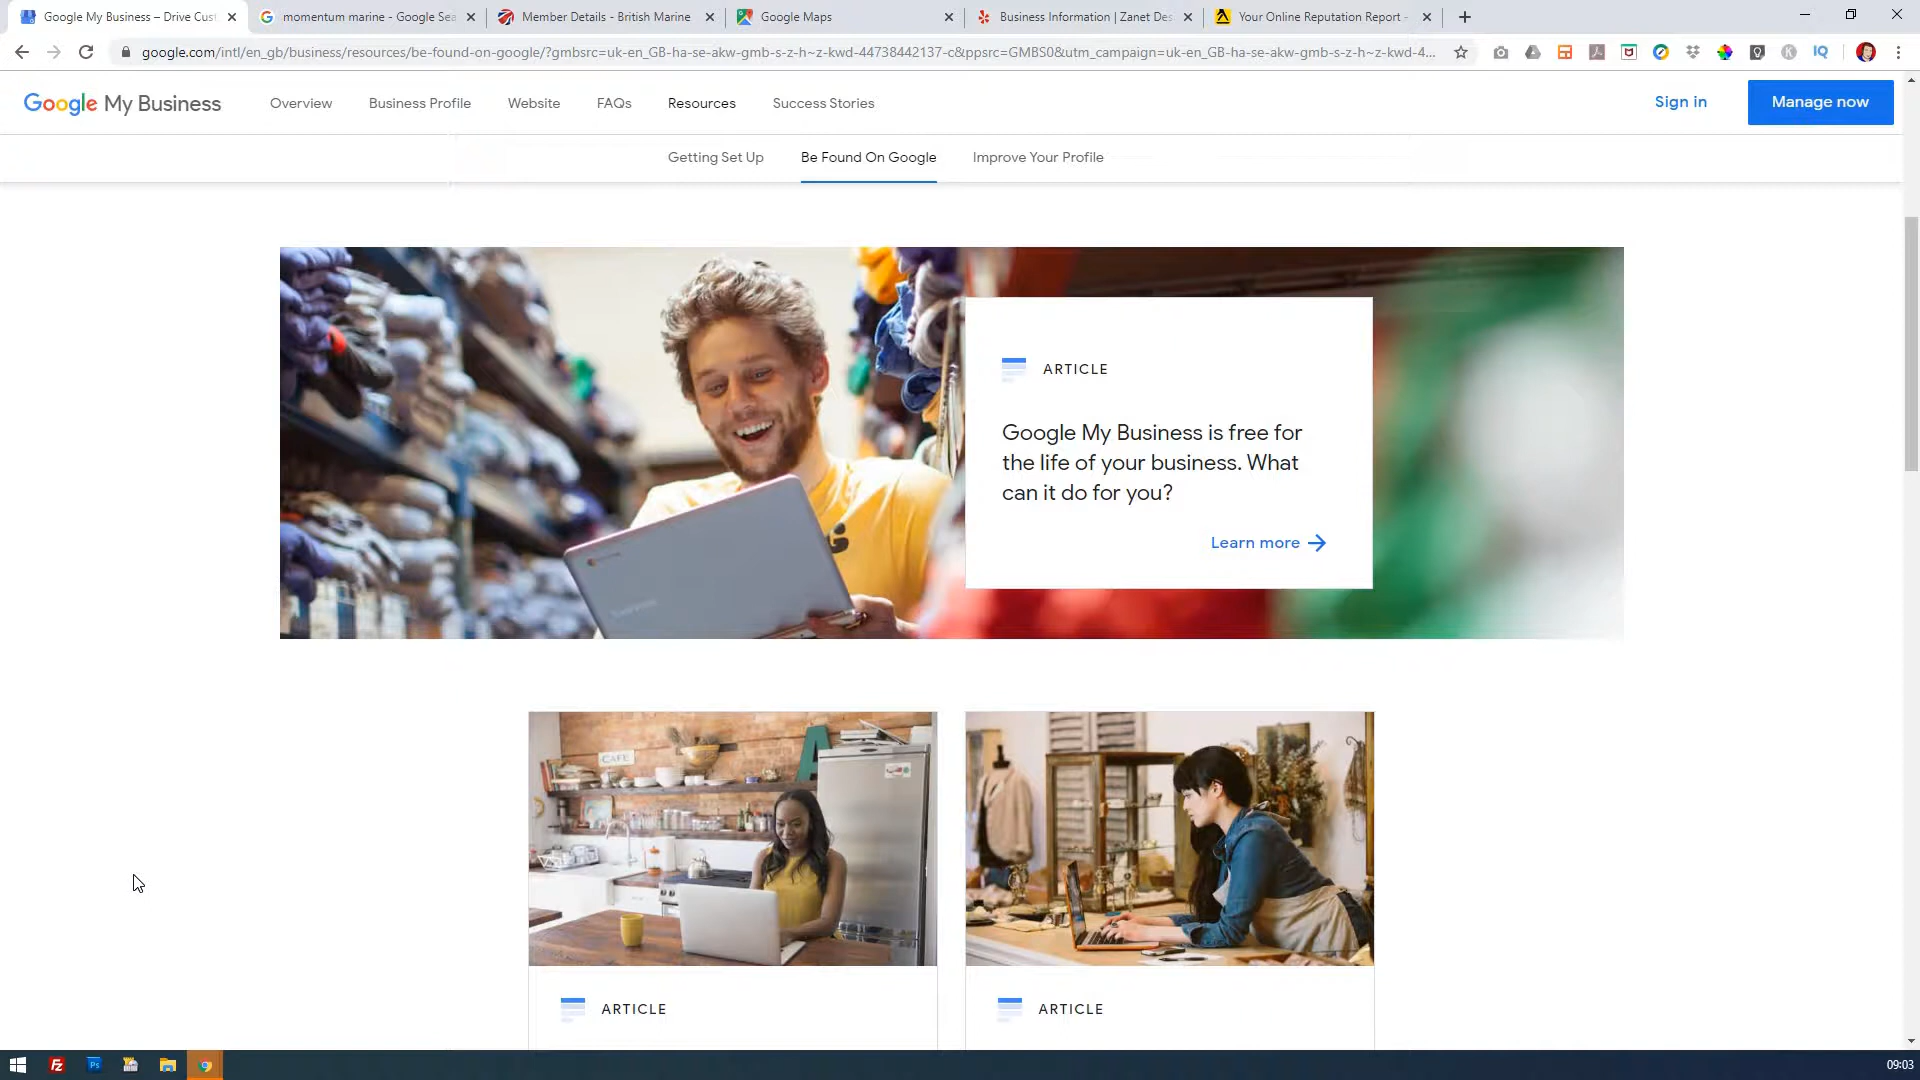 Google My Business – Drive Cust
momentum marine - Google Sea
Member Details - British Marine
Google Maps
Business Information | Zanet Des
Your Online Reputation Report -
google.com/intl/en_gb/business/resources/be-found-on-google/?gmbsrc=uk-en_GB-ha-se-akw-gmb-s-z-h~z-kwd-44738442137-c&ppsrc=GMBS0&utm_campaign=uk-en_GB-ha-se-akw-gmb-s-z-h~z-kwd-4...
Google My Business
Overview
Business Profile
Website
FAQs
Resources
Success Stories
Sign in
Manage now
Getting Set Up
Be Found On Google
Improve Your Profile
ARTICLE
Google My Business is free for
the life of your business. What
can it do for you?
Learn more
CAFE
A
ARTICLE
ARTICLE
Fz
Ps
IQ
K
09:03